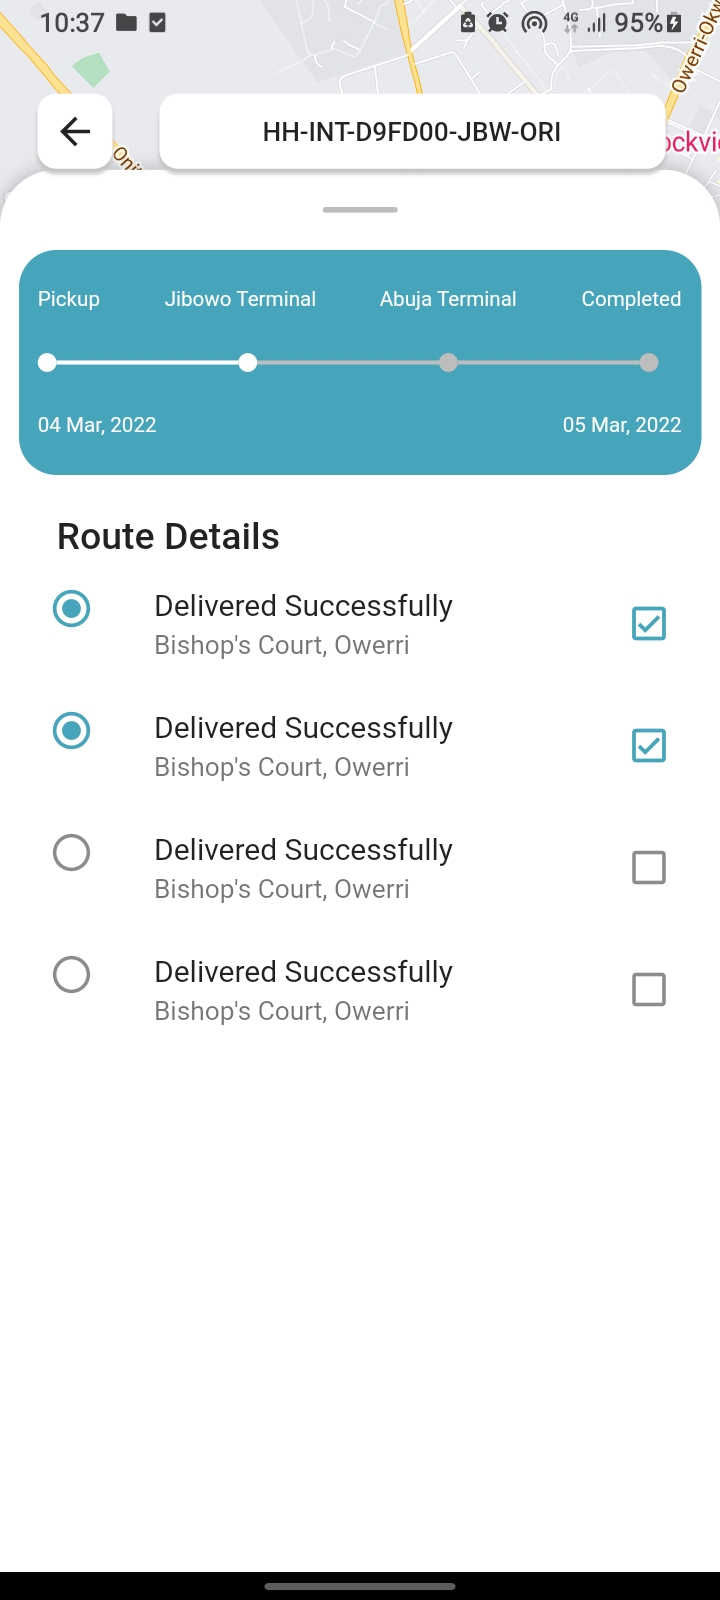 10:37
4G 95%
Owerri-Okw
HH-INT-D9FD00-JBW-ORI
ockvi
Oni
Pickup Jibowo Terminal Abuja Terminal Completed
04 Mar, 2022 05 Mar, 2022
Route Details
Delivered Successfully
Bishop's Court, Owerri
Delivered Successfully
Bishop's Court, Owerri
Delivered Successfully
Bishop's Court, Owerri
Delivered Successfully
Bishop's Court, Owerri